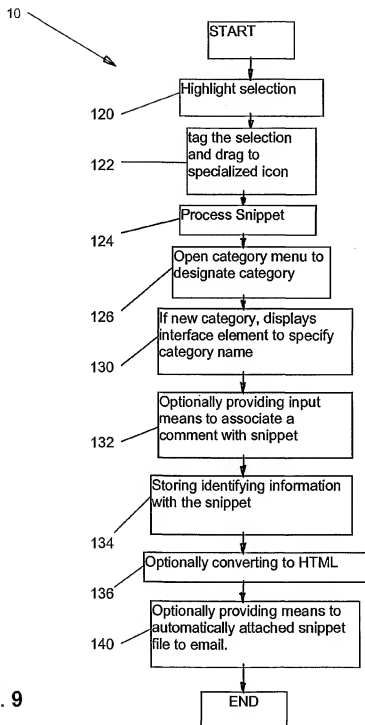 10
START
120
Highlight selection
122
tag the selection
and drag to
specialized icon
124
Process Snippet
126
Open category menu to
designate category
130
If new category, displays
interface element to specify
category name
132
Optionally providing input
means to associate a
comment with snippet
134
Storing identifying information
with the snippet
136
Optionally converting to HTML
140
Optionally providing means to
automatically attached snippet
file to email.
. 9
END